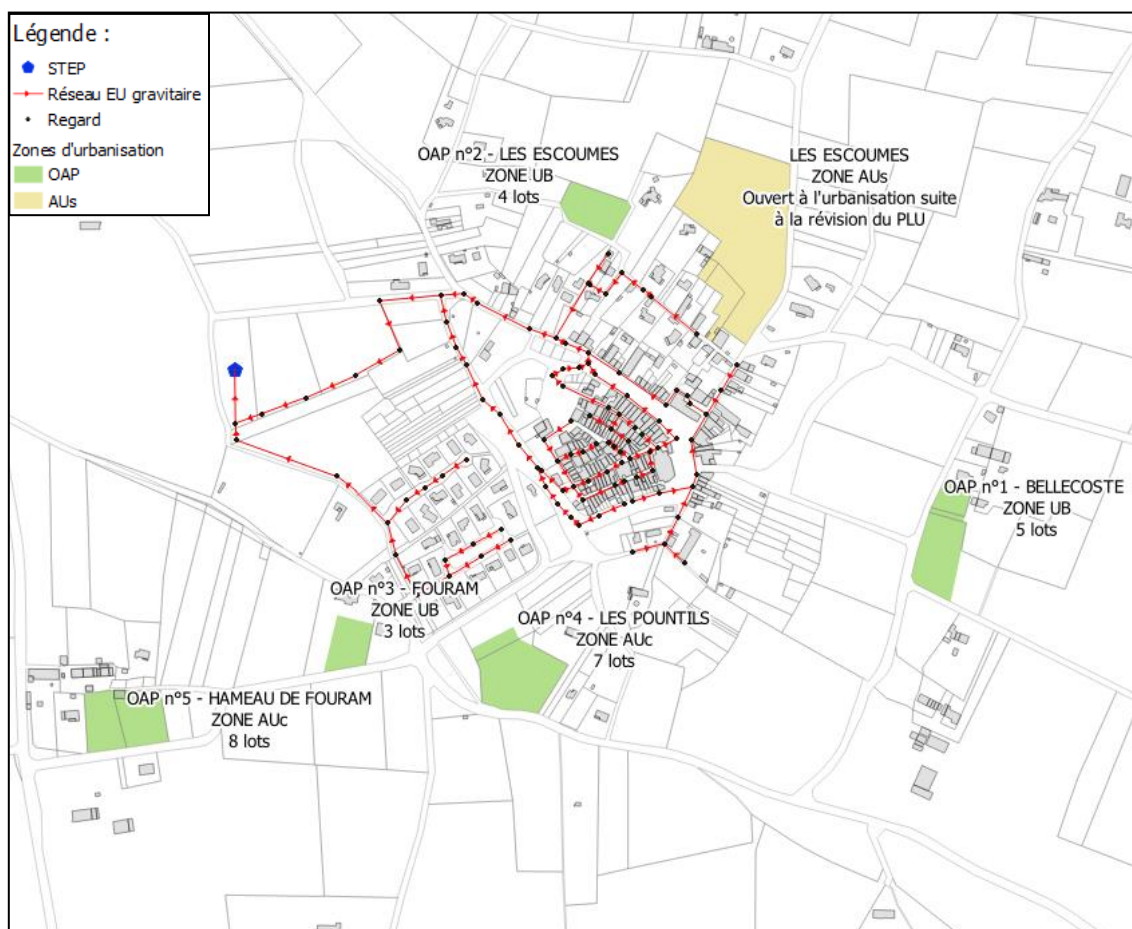 Légende :
STEP
Réseau EU gravitaire
Regard
Zones d'urbanisation
OAP
AUs
OAP n°2 - LES ESCOUMES
ZONE UB
4 lots
LES ESCOUMES
ZONE AUs
Ouvert à l'urbanisation suite
à la révision du PLU
OAP n°1 - BELLECOSTE
ZONE UB
5 lots
OAP n°3 - FOURAM
ZONE UB
3 lots
OAP n°4 - LES POUNTILS
ZONE AUc
7 lots
OAP n°5 - HAMEAU DE FOURAM
ZONE AUc
8 lots